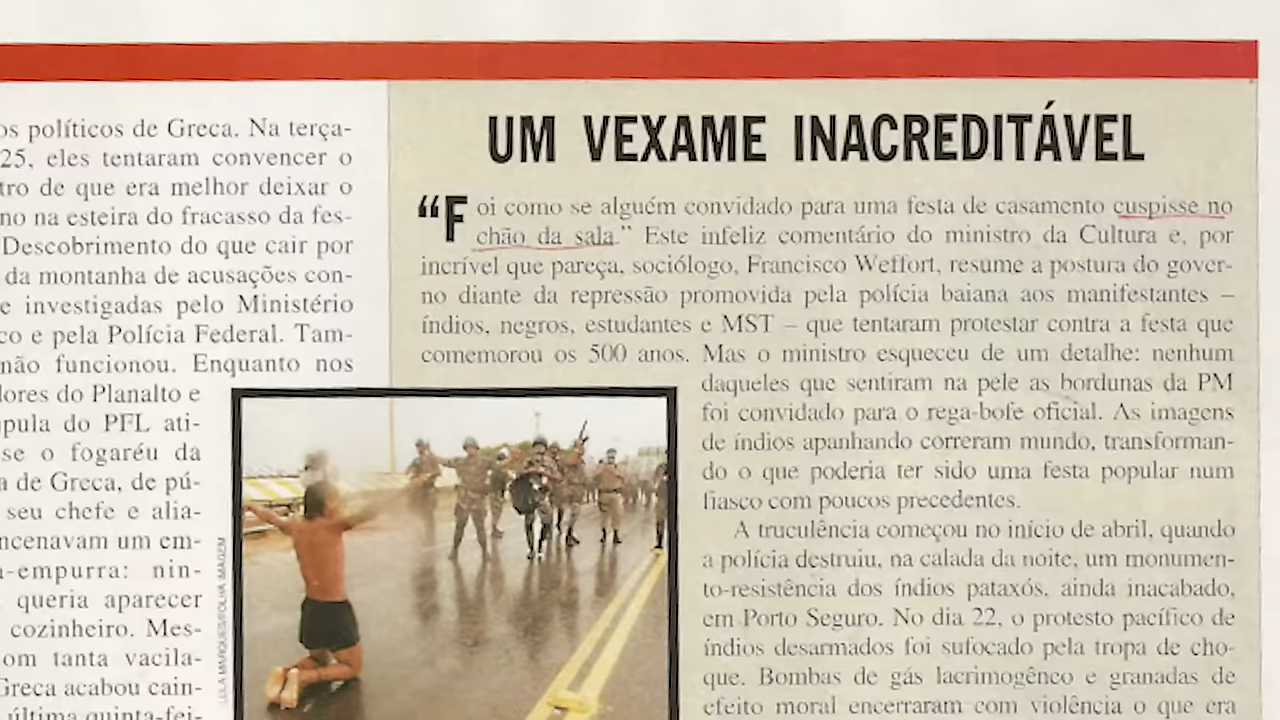 os políticos de Greca. Na terça-
25, eles tentaram convencer o
tro de que era melhor deixar o
no na esteira do fracasso da fes-
Descobrimento do que cair por
da montanha de acusações con-
e investigadas pelo Ministério
co e pela Polícia Federal. Tam-
não funcionou. Enquanto nos
dores do Planalto e
pula do PFL ati-
se o fogaréu da
a de Greca, de pú-
seu chefe e alia-
ncenavam um em-
a-empurra: nin-
queria aparecer
cozinheiro. Mes-
om tanta vacila-
Greca acabou cain-
última quinta-fei-
LULA MARQUES/FOLHA IMAGEM
UM VEXAME INACREDITÁVEL
“Foi como se alguém convidado para uma festa de casamento cuspisse no
chão da sala.” Este infeliz comentário do ministro da Cultura e, por
incrível que pareça, sociólogo, Francisco Weffort, resume a postura do gover-
no diante da repressão promovida pela polícia baiana aos manifestantes –
índios, negros, estudantes e MST – que tentaram protestar contra a festa que
comemorou os 500 anos. Mas o ministro esqueceu de um detalhe: nenhum
daqueles que sentiram na pele as bordunas da PM
foi convidado para o rega-bofe oficial. As imagens
de índios apanhando correram mundo, transforman-
do o que poderia ter sido uma festa popular num
fiasco com poucos precedentes.
A truculência começou no início de abril, quando
a polícia destruiu, na calada da noite, um monumen-
to-resistência dos índios pataxós, ainda inacabado,
em Porto Seguro. No dia 22, o protesto pacífico de
índios desarmados foi sufocado pela tropa de cho-
que. Bombas de gás lacrimogênco e granadas de
efeito moral encerraram com violência o que era